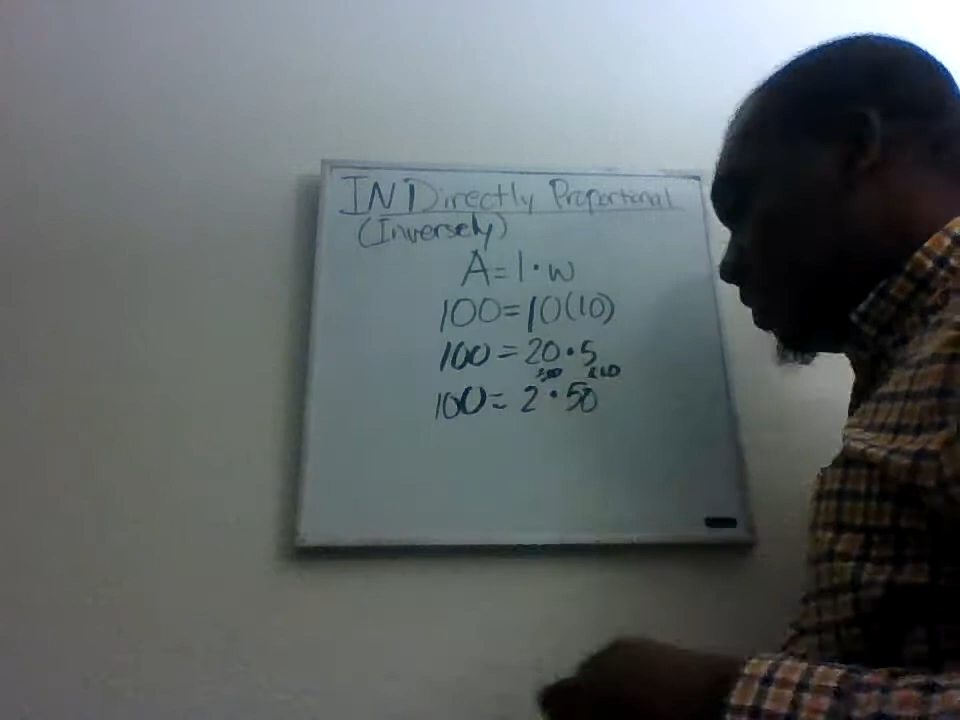 INDirectly Proportional
(Inversely)
A = l · w
100 = 10(10)
100 = 20 · 5
100 = 2 · 50